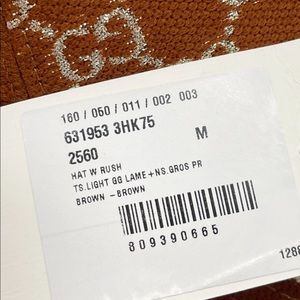 160 / 050 / 011 / 002 003
631953 3HK75
2560 M
HAT W RUSH
TS.LIGHT GG LAME+NS.GROS PR
BROWN - BROWN
809390665
1288